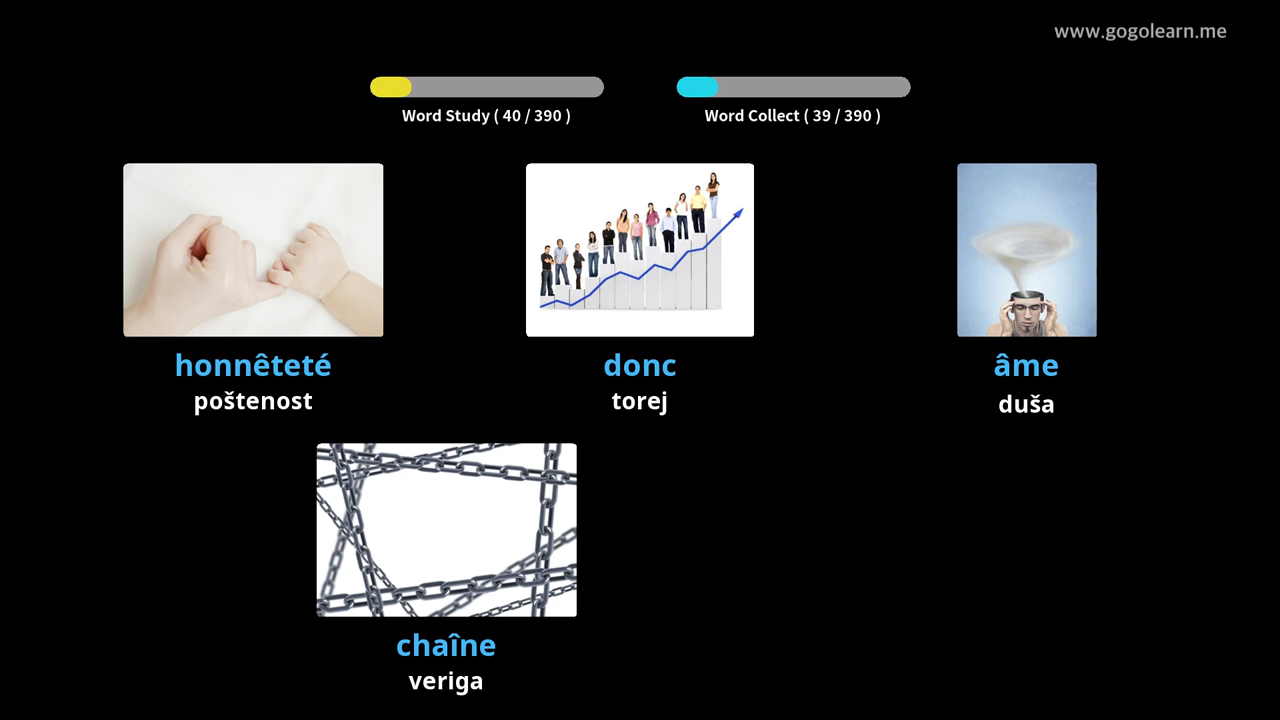 www.gogolearn.me
Word Study ( 40 / 390 )
Word Collect ( 39 / 390 )
honnêteté
poštenost
donc
torej
âme
duša
chaîne
veriga